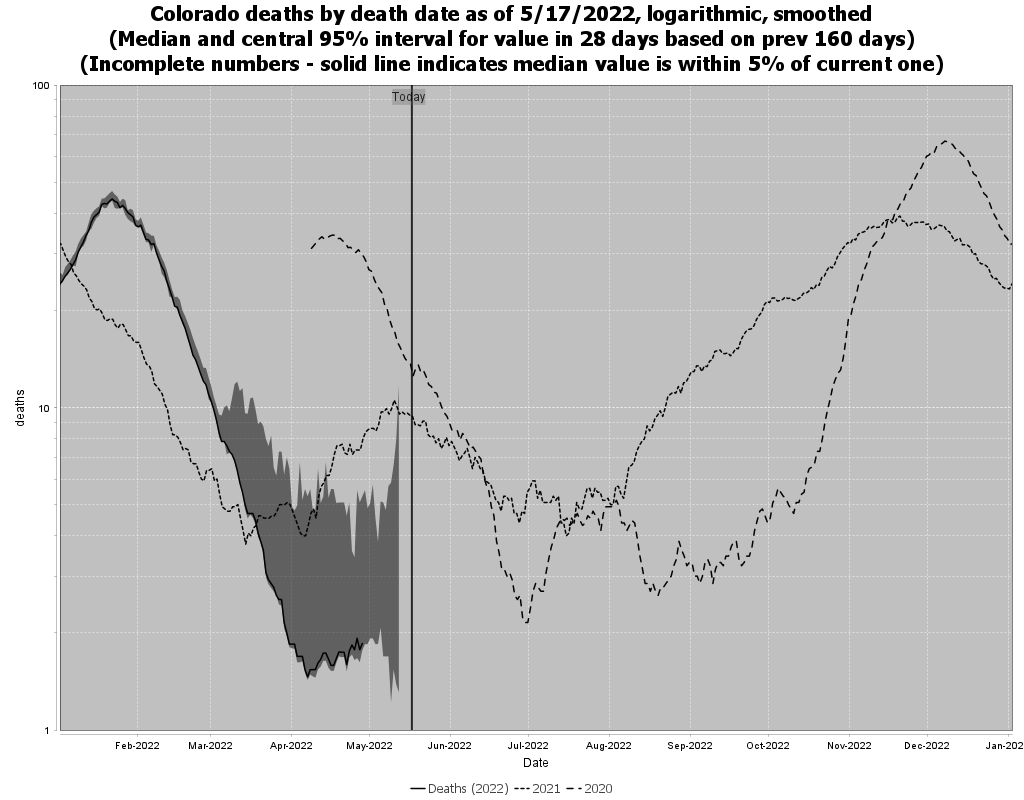 Colorado deaths by death date as of 5/17/2022, logarithmic, smoothed
(Median and central 95% interval for value in 28 days based on prev 160 days)
(Incomplete numbers - solid line indicates median value is within 5% of current one)
Today
100
10
1
deaths
Feb-2022 Mar-2022 Apr-2022 May-2022 Jun-2022 Jul-2022 Aug-2022 Sep-2022 Oct-2022 Nov-2022 Dec-2022 Jan-202
Date
Deaths (2022) 2021 2020